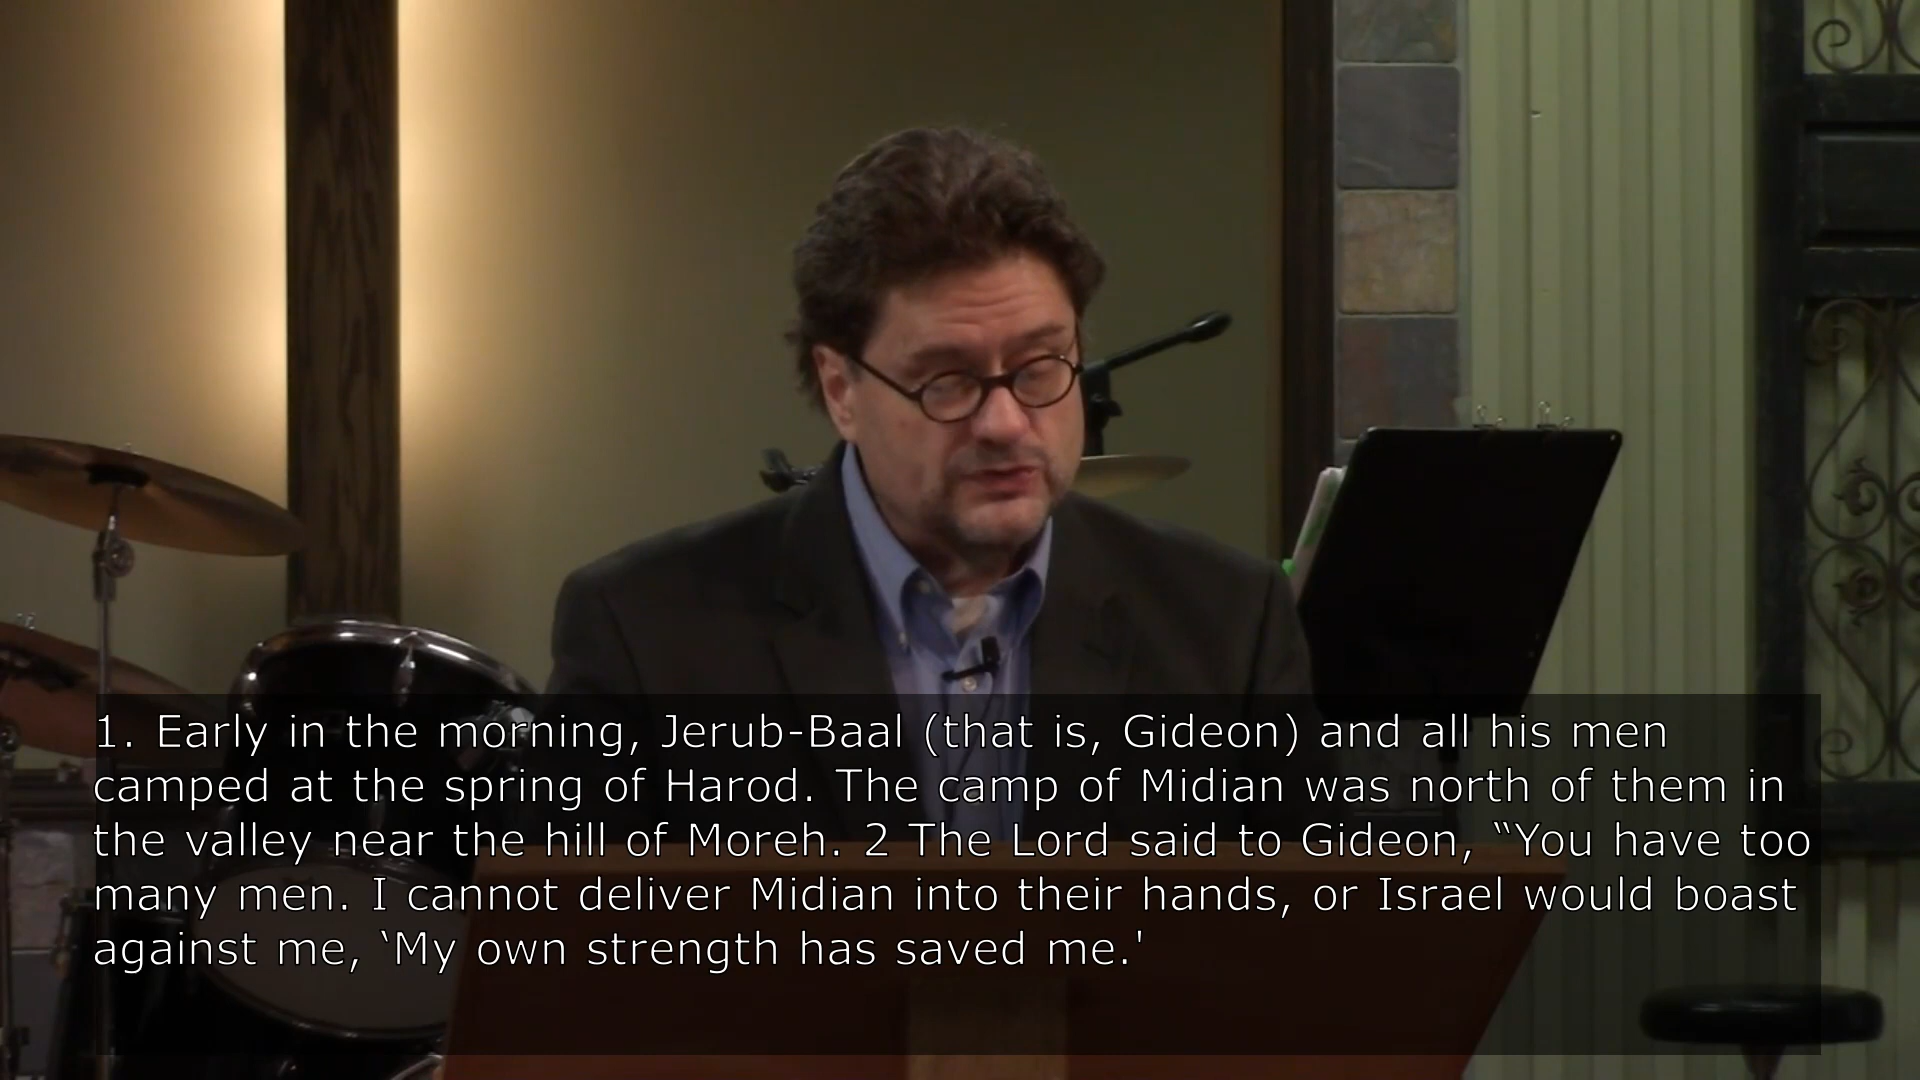 1. Early in the morning, Jerub-Baal (that is, Gideon) and all his men
camped at the spring of Harod. The camp of Midian was north of them in
the valley near the hill of Moreh. 2 The Lord said to Gideon, “You have too
many men. I cannot deliver Midian into their hands, or Israel would boast
against me, ‘My own strength has saved me.'